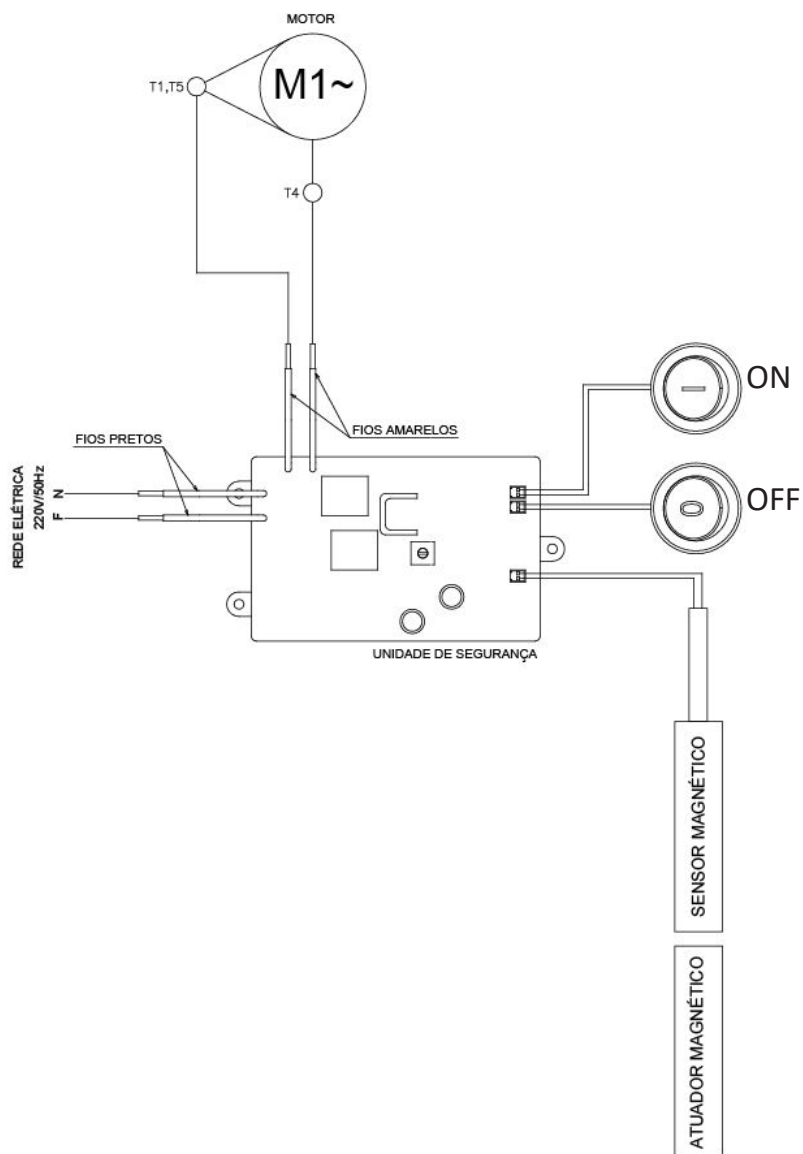 MOTOR
M1~
T1,T5
T4
ON
FIOS AMARELOS
FIOS PRETOS
REDE ELÉTRICA
220V/50Hz
N
F
OFF
UNIDADE DE SEGURANÇA
SENSOR MAGNÉTICO
ATUADOR MAGNÉTICO